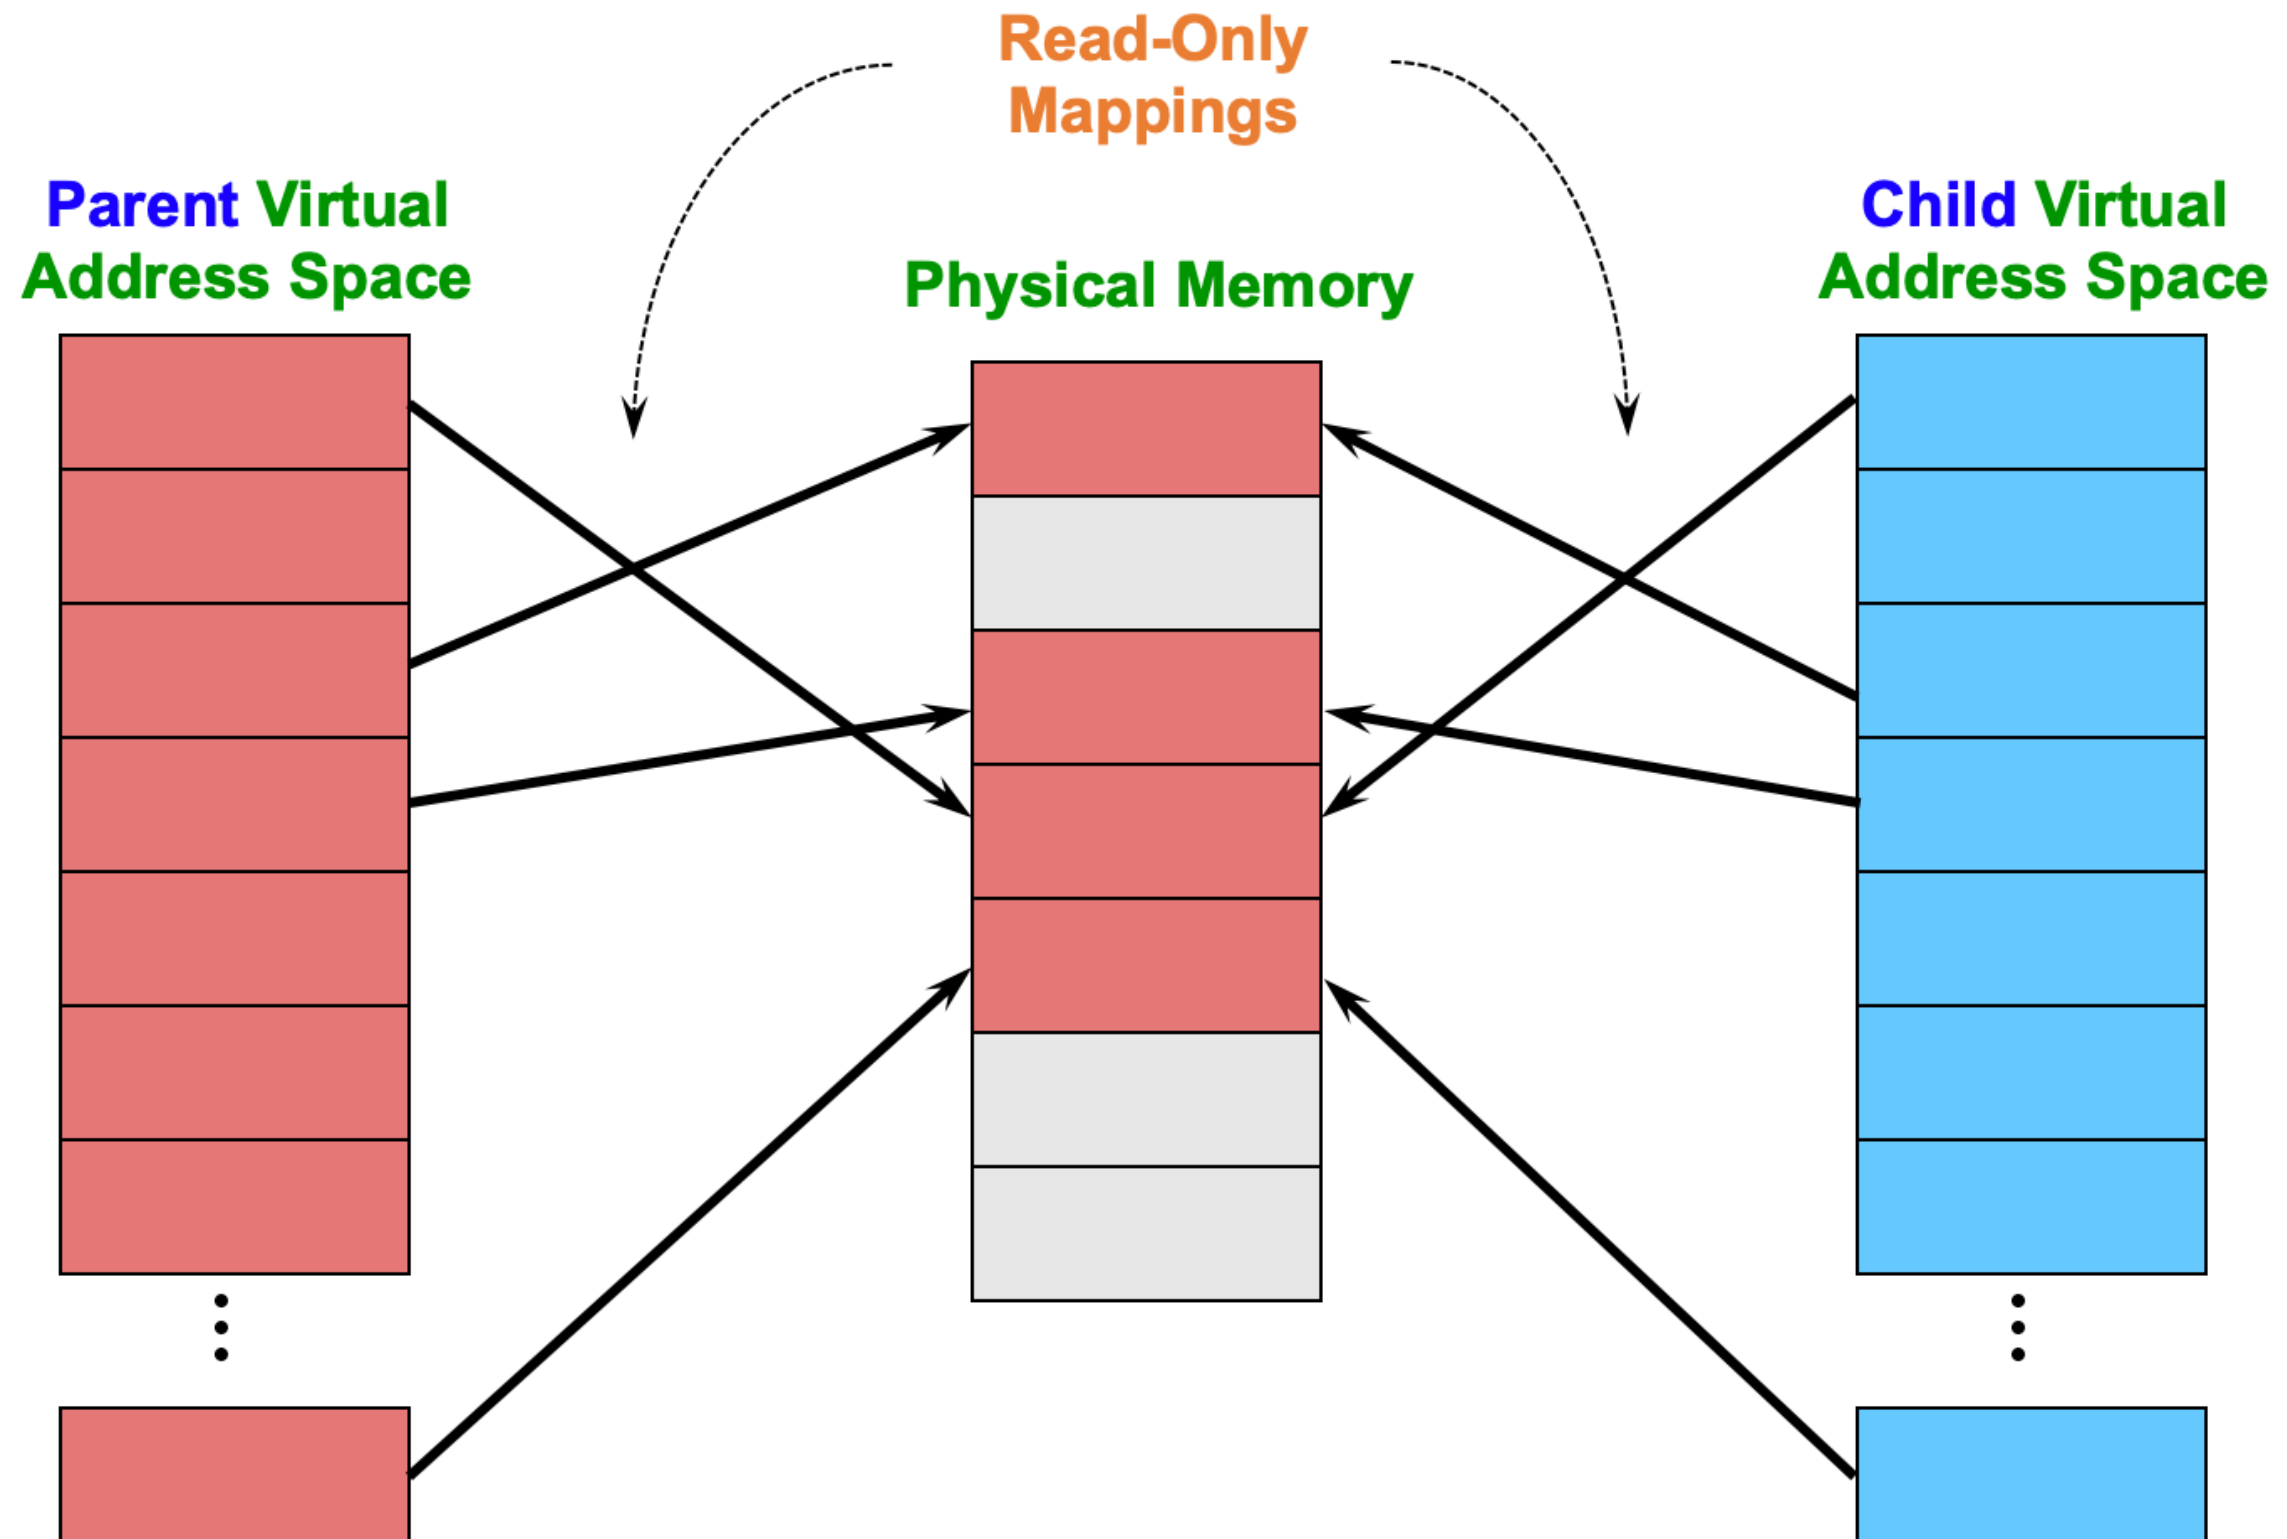 Read-Only
Mappings
Parent Virtual
Address Space
Physical Memory
Child Virtual
Address Space